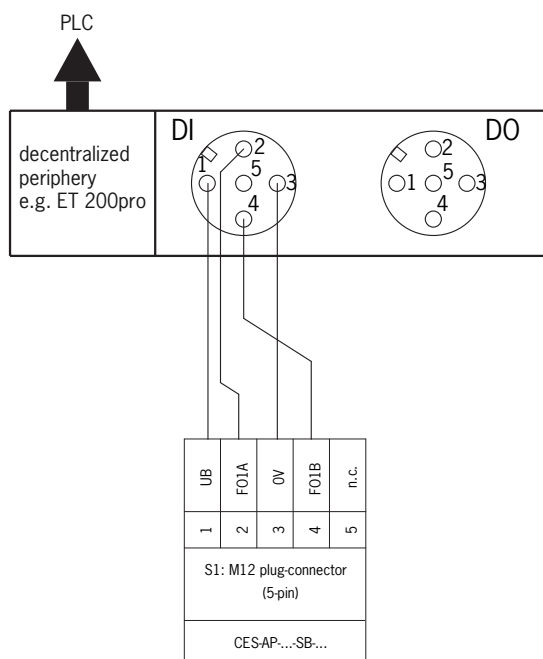 PLC
DI
DO
decentralized
periphery
e.g. ET 200pro
1
2
5
3
4
2
5
1
3
4
UB
FO1A
0V
FO1B
n.c.
1
2
3
4
5
S1: M12 plug-connector
(5-pin)
CES-AP-...-SB-...